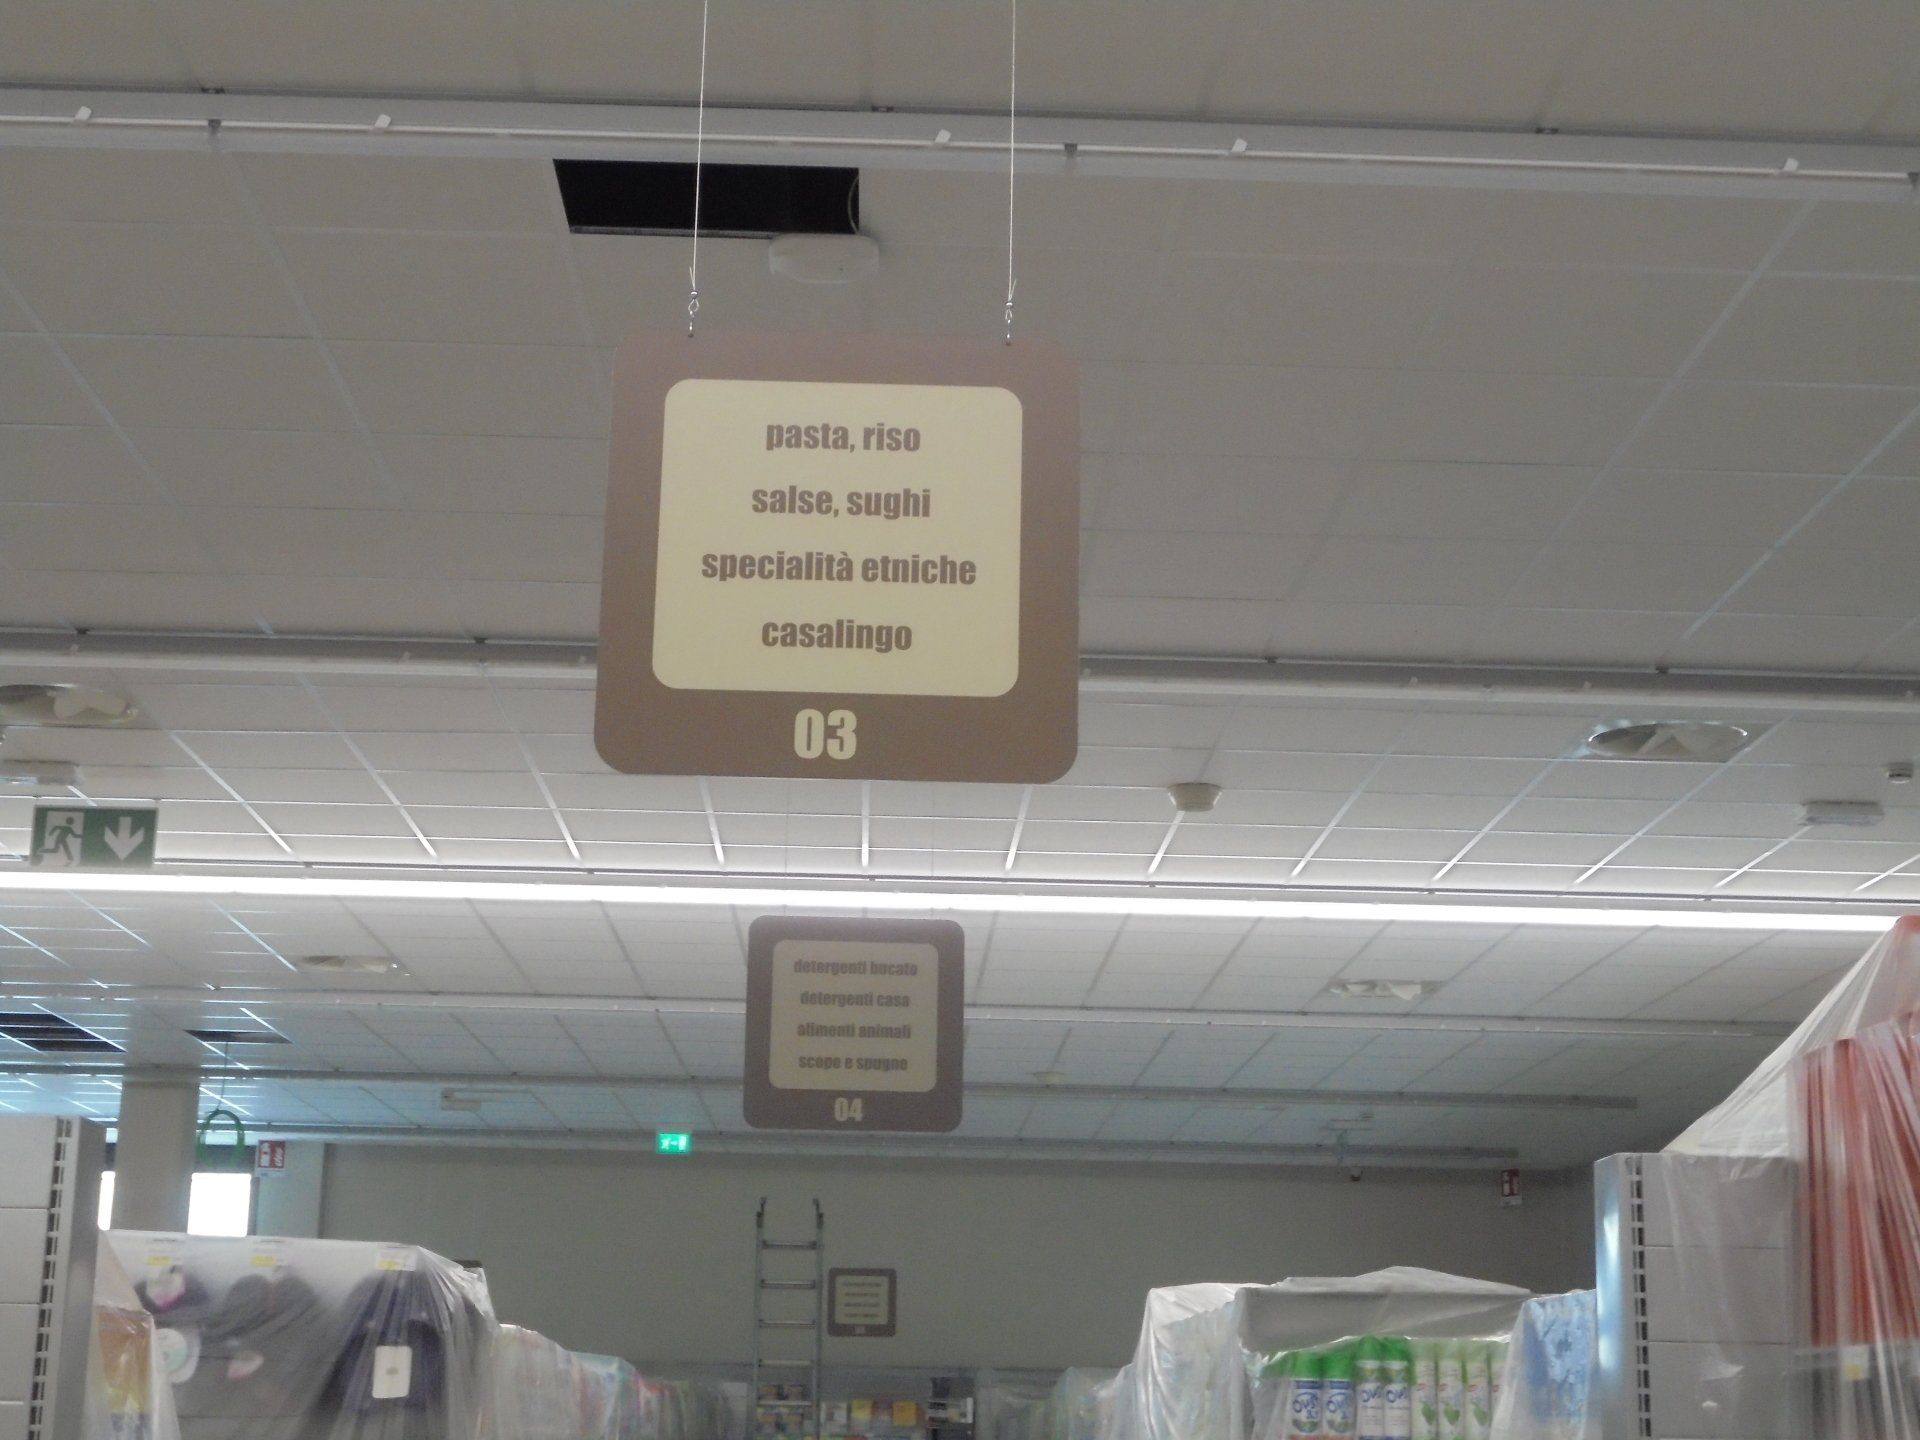 pasta, riso
salse, sughi
specialità etniche
casalingo
03
detergenti bucato
detergenti casa
alimenti animali
scope e spugne
04